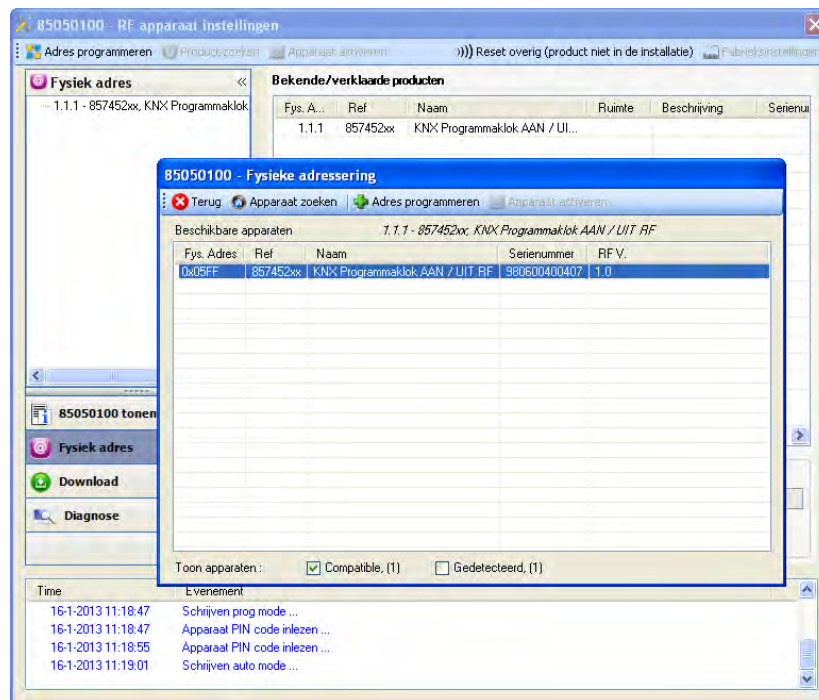 85050100 - RF apparaat instellingen
Adres programmeren Product zoeken Apparaat activeren Reset overig (product niet in de installatie) Fabrieksinstellingen
Fysiek adres
1.1.1 - 857452xx, KNX Programmaklok
Bekende/verklaarde producten
Fys. A... Ref Naam Ruimte Beschrijving Serienu
1.1.1 857452xx KNX Programmaklok AAN / UI...
85050100 - Fysieke adressering
Terug Apparaat zoeken Adres programmeren Apparaat activeren
Beschikbare apparaten 1.1.1 - 857452xx, KNX Programmaklok AAN / UIT RF
Fys. Adres Ref Naam Serienummer RF V.
0x05FF 857452xx KNX Programmaklok AAN / UIT RF 980600400407 1.0
85050100 tonen
Fysiek adres
Download
Diagnose
Toon apparaten : Compatible, (1) Gedetecteerd, (1)
Time Evenement
16-1-2013 11:18:47 Schrijven prog mode ...
16-1-2013 11:18:47 Apparaat PIN code inlezen ...
16-1-2013 11:18:55 Apparaat PIN code inlezen ...
16-1-2013 11:19:01 Schrijven auto mode ...